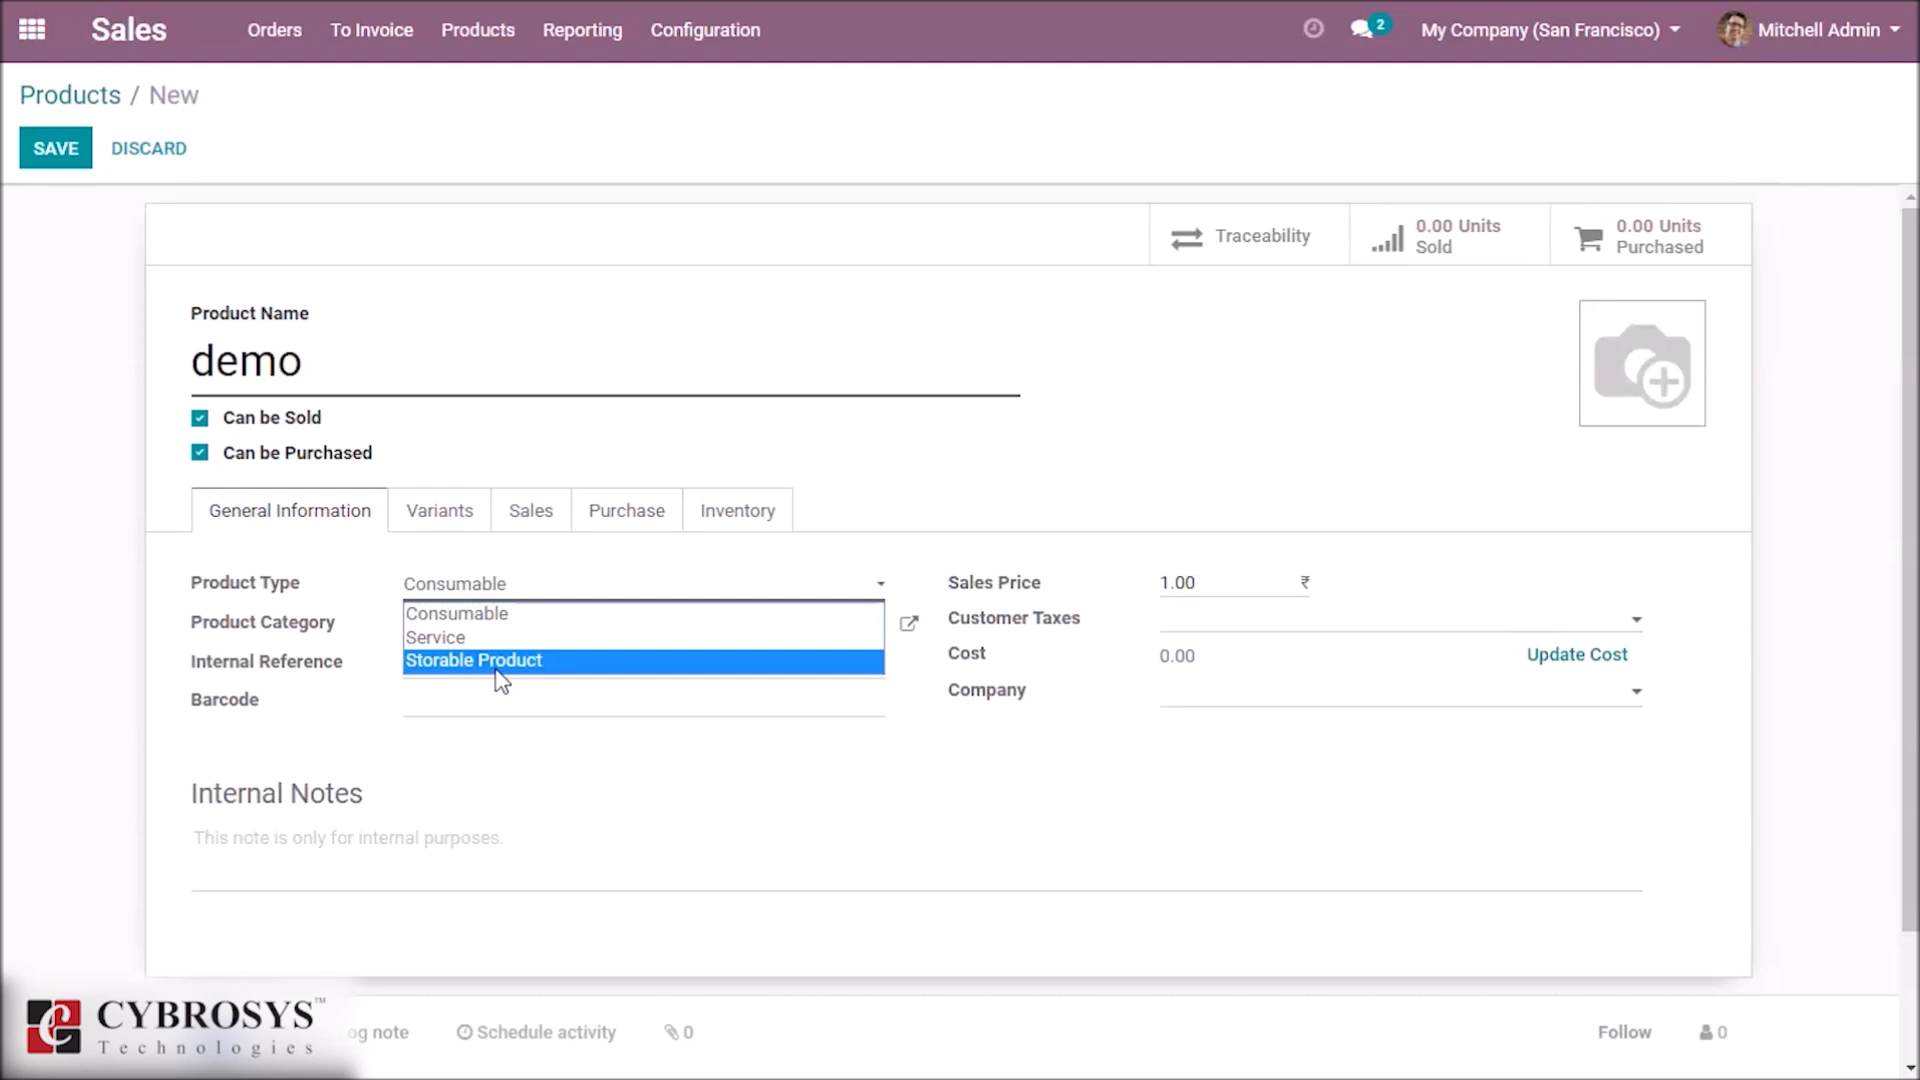 Sales Orders To Invoice Products Reporting Configuration 2 My Company (San Francisco) Mitchell Admin
Products / New
SAVE DISCARD
Traceability
0.00 Units
Sold
0.00 Units
Purchased
Product Name
demo
Can be Sold
Can be Purchased
General Information Variants Sales Purchase Inventory
Product Type Consumable
Consumable
Service
Storable Product
Product Category
Internal Reference
Barcode
Sales Price 1.00 ₹
Customer Taxes
Cost 0.00 Update Cost
Company
Internal Notes
This note is only for internal purposes.
CYBROSYS™
Technologies
og note Schedule activity 0 Follow 0